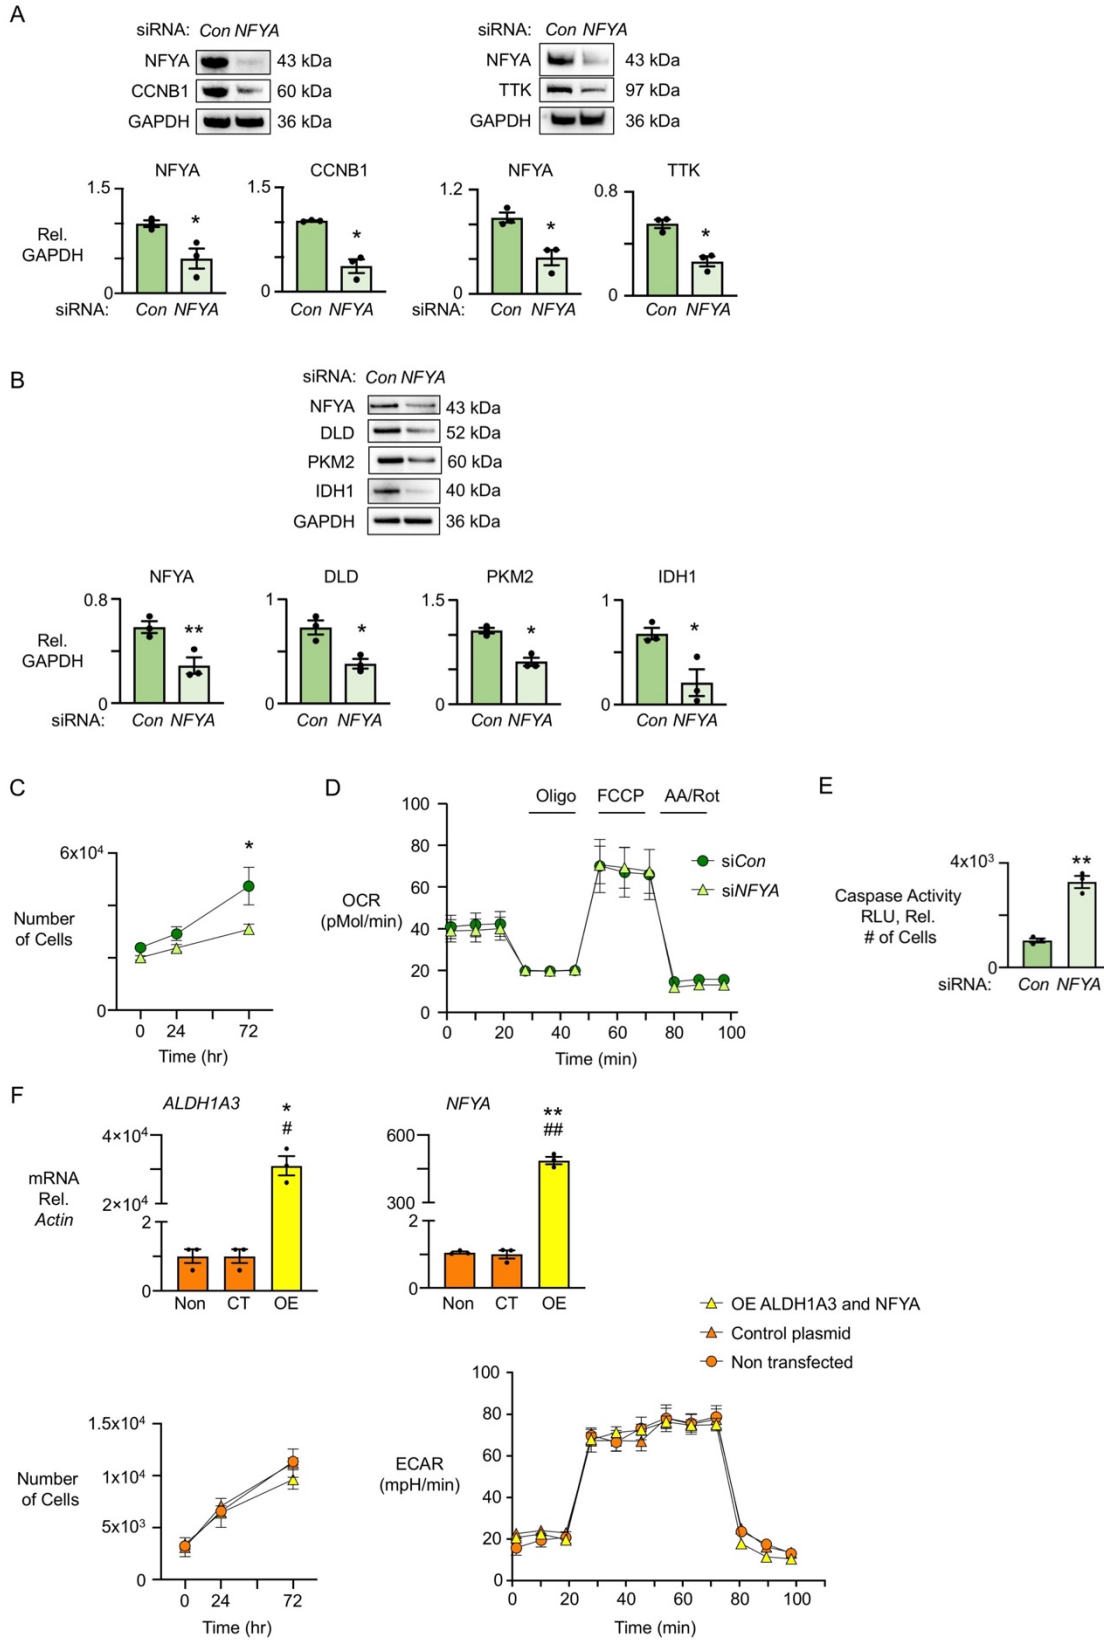 A
siRNA: Con NFYA
NFYA 43 kDa
CCNB1 60 kDa
GAPDH 36 kDa
siRNA: Con NFYA
NFYA 43 kDa
TTK 97 kDa
GAPDH 36 kDa
NFYA
CCNB1
NFYA
TTK
Rel.
GAPDH
1.5
*
0
1.5
*
0
1.2
*
0
0.8
*
0
siRNA: Con NFYA
Con NFYA
siRNA: Con NFYA
Con NFYA
B
siRNA: Con NFYA
NFYA 43 kDa
DLD 52 kDa
PKM2 60 kDa
IDH1 40 kDa
GAPDH 36 kDa
NFYA
DLD
PKM2
IDH1
Rel.
GAPDH
0.8
**
0
1
*
0
1.5
*
0
1
*
0
siRNA: Con NFYA
Con NFYA
Con NFYA
Con NFYA
C
Number
of Cells
6x10⁴
*
0
0 24 72
Time (hr)
D
Oligo FCCP AA/Rot
OCR
(pMol/min)
100
80
60
40
20
0
siCon
siNFYA
0 20 40 60 80 100
Time (min)
E
Caspase Activity
RLU, Rel.
# of Cells
4x10³
**
0
siRNA: Con NFYA
F
ALDH1A3
mRNA
Rel.
Actin
4×10⁴
2×10⁴
2
0
*
#
Non CT OE
NFYA
600
300
2
0
**
##
Non CT OE
OE ALDH1A3 and NFYA
Control plasmid
Non transfected
Number
of Cells
1.5x10⁴
1x10⁴
5x10³
0
0 24 72
Time (hr)
ECAR
(mpH/min)
100
80
60
40
20
0
0 20 40 60 80 100
Time (min)